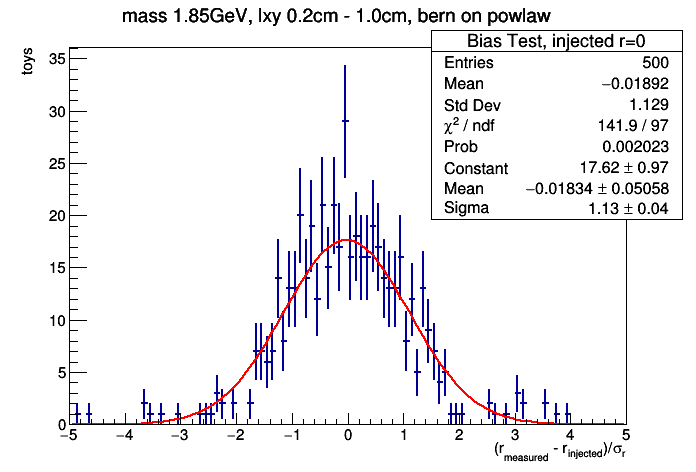 mass 1.85GeV, lxy 0.2cm - 1.0cm, bern on powlaw
Bias Test, injected r=0
Entries 500
Mean −0.01892
Std Dev 1.129
χ² / ndf 141.9 / 97
Prob 0.002023
Constant 17.62 ± 0.97
Mean −0.01834 ± 0.05058
Sigma 1.13 ± 0.04
toys
35
30
25
20
15
10
5
0
−5 −4 −3 −2 −1 0 1 2 3 4 5
(r_measured - r_injected)/σ_r